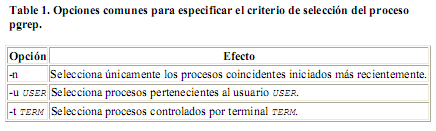 Table 1. Opciones comunes para especificar el criterio de selección del proceso
pgrep.
Opción Efecto
-n Selecciona únicamente los procesos coincidentes iniciados más recientemente.
-u USER Selecciona procesos pertenecientes al usuario USER.
-t TERM Selecciona procesos controlados por terminal TERM.